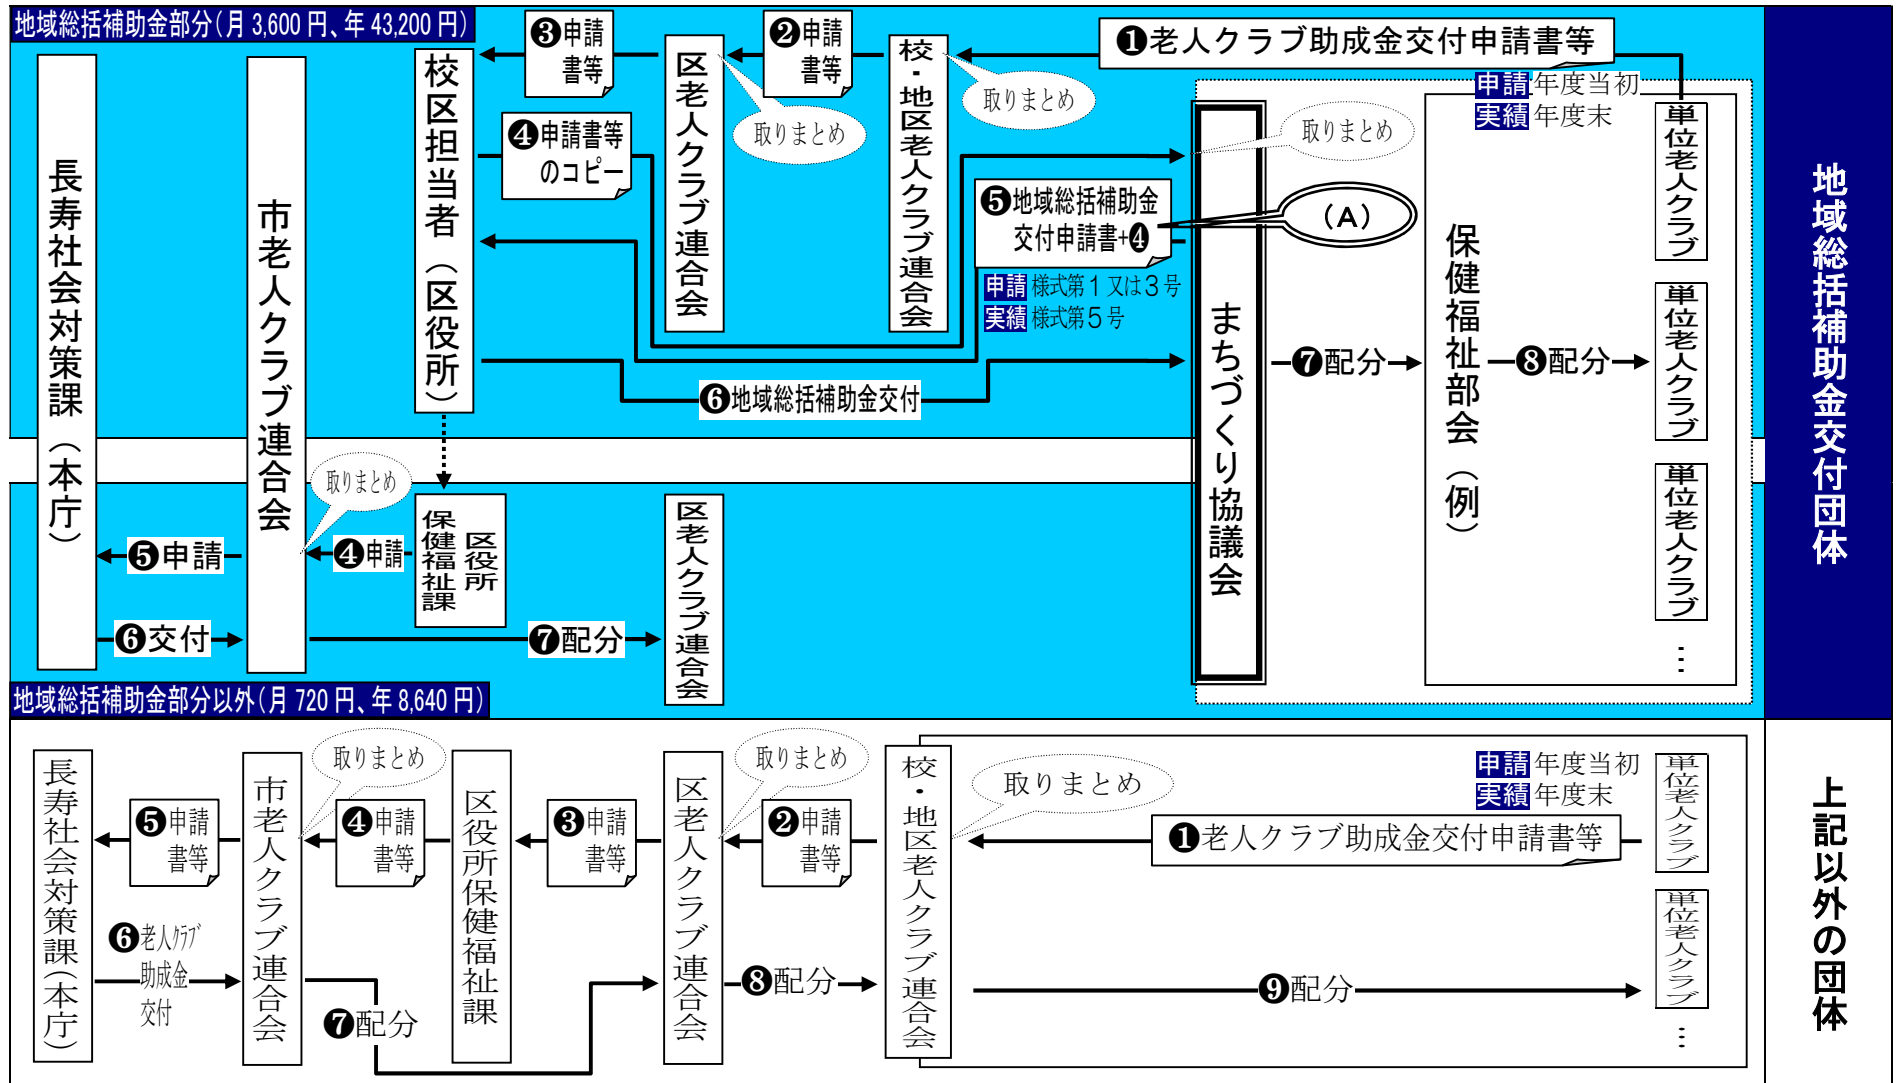 地域総括補助金部分（月 3,600 円、年 43,200 円）
❸申請
書等
❷申請
書等
❶老人クラブ助成金交付申請書等
申請 年度当初
実績 年度末
長寿社会対策課（本庁）
市老人クラブ連合会
校区担当者（区役所）
区老人クラブ連合会
校・地区老人クラブ連合会
取りまとめ
取りまとめ
取りまとめ
❹申請書等
のコピー
❺地域総括補助金
交付申請書+❹
（A）
申請 様式第１又は３号
実績 様式第５号
❻地域総括補助金交付
まちづくり協議会
❼配分
保健福祉部会（例）
❽配分
単位老人クラブ
単位老人クラブ
単位老人クラブ
…
地域総括補助金交付団体
取りまとめ
❺申請
❹申請
区役所
保健福祉課
区老人クラブ連合会
❻交付
❼配分
地域総括補助金部分以外（月 720 円、年 8,640 円）
長寿社会対策課（本庁）
市老人クラブ連合会
区役所保健福祉課
区老人クラブ連合会
校・地区老人クラブ連合会
取りまとめ
取りまとめ
取りまとめ
申請 年度当初
実績 年度末
❺申請
書等
❹申請
書等
❸申請
書等
❷申請
書等
❶老人クラブ助成金交付申請書等
単位老人クラブ
単位老人クラブ
…
❻老人ｸﾗﾌﾞ
助成金
交付
❼配分
❽配分
❾配分
上記以外の団体